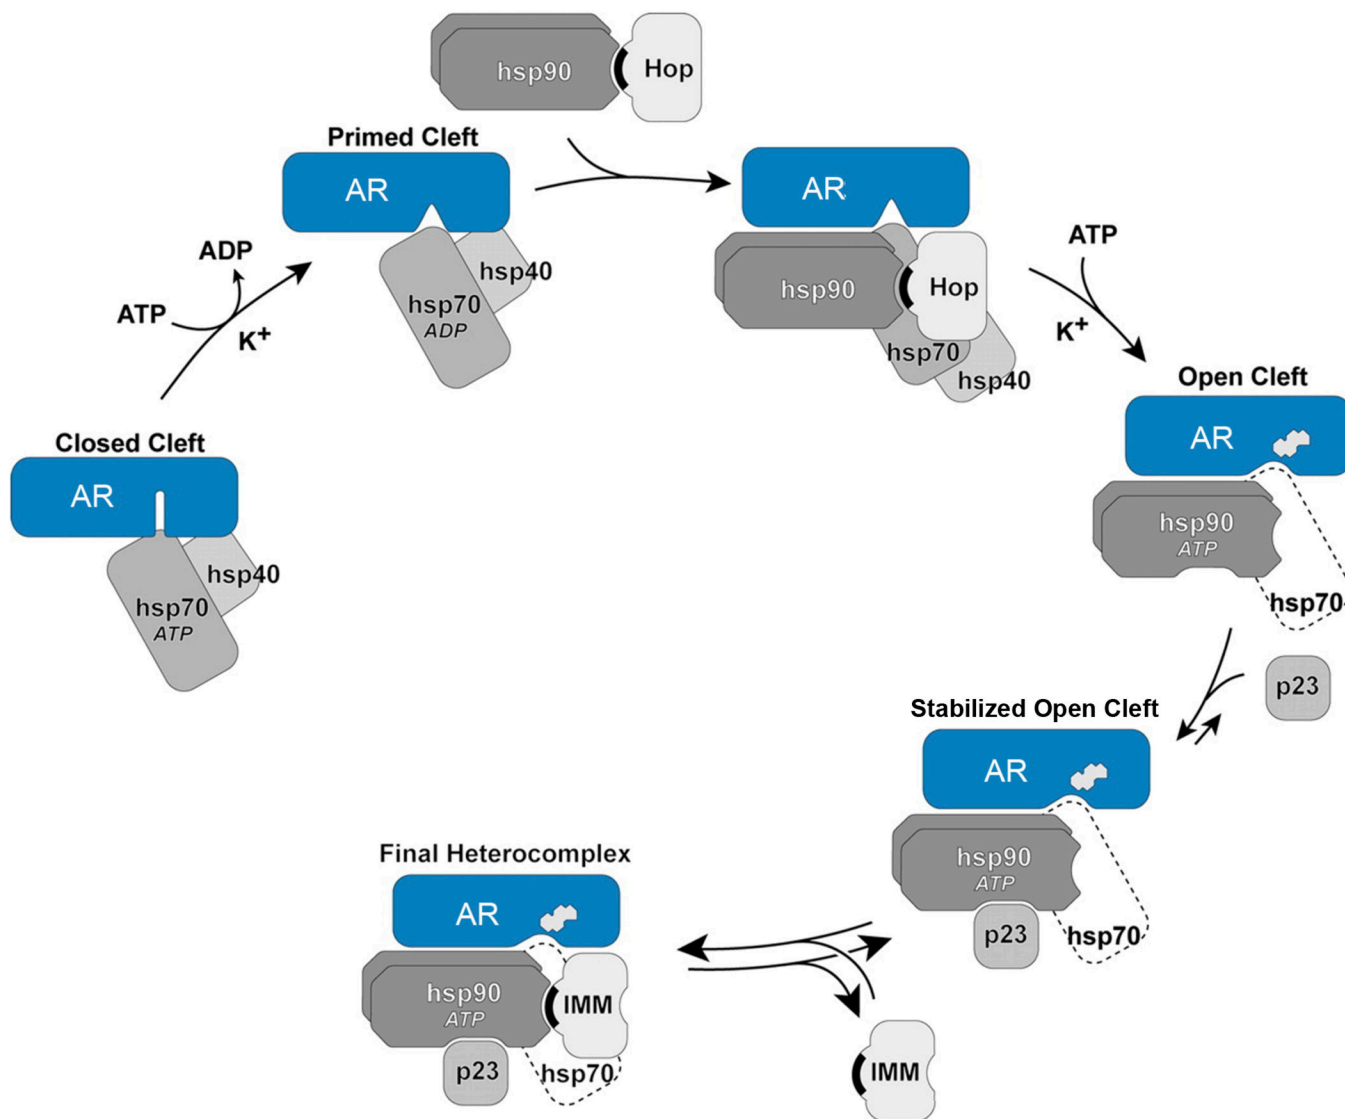 hsp90
Hop
Primed Cleft
AR
hsp40
hsp70
ADP
ADP
ATP
K+
Closed Cleft
AR
hsp40
hsp70
ATP
AR
hsp90
Hop
hsp70
hsp40
ATP
K+
Open Cleft
AR
hsp90
ATP
hsp70
p23
Stabilized Open Cleft
AR
hsp90
ATP
p23
hsp70
Final Heterocomplex
AR
hsp90
ATP
IMM
p23
hsp70
IMM